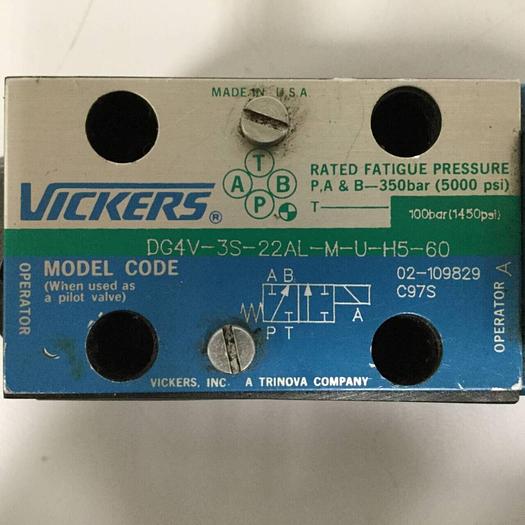 MADE IN U.S.A.
VICKERS®
T
A B
P
RATED FATIGUE PRESSURE
P,A & B—350bar (5000 psi)
T 100bar(1450psi)
DG4V-3S-22AL-M-U-H5-60
OPERATOR
MODEL CODE
(When used as
a pilot valve)
A B
A
P T
02-109829
C97S
OPERATOR A
VICKERS, INC. A TRINOVA COMPANY